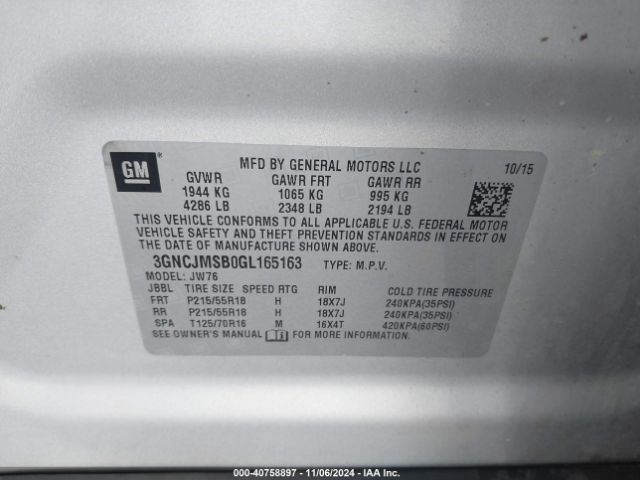 GM ®
MFD BY GENERAL MOTORS LLC 10/15
GVWR GAWR FRT GAWR RR
1944 KG 1065 KG 995 KG
4286 LB 2348 LB 2194 LB
THIS VEHICLE CONFORMS TO ALL APPLICABLE U.S. FEDERAL MOTOR
VEHICLE SAFETY AND THEFT PREVENTION STANDARDS IN EFFECT ON
THE DATE OF MANUFACTURE SHOWN ABOVE.
3GNCJMSB0GL165163 TYPE: M.P.V.
MODEL: JW76
JBBL TIRE SIZE SPEED RTG RIM COLD TIRE PRESSURE
FRT P215/55R18 H 18X7J 240KPA(35PSI)
RR P215/55R18 H 18X7J 240KPA(35PSI)
SPA T125/70R16 M 16X4T 420KPA(60PSI)
SEE OWNER'S MANUAL FOR MORE INFORMATION
000-40758897 - 11/06/2024 - IAA, Inc.